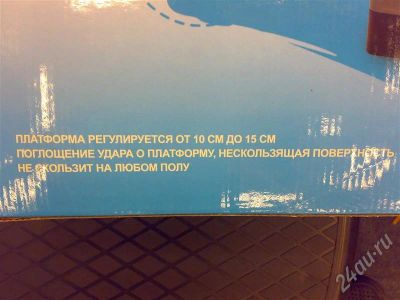 ПЛАТФОРМА РЕГУЛИРУЕТСЯ ОТ 10 СМ ДО 15 СМ
ПОГЛОЩЕНИЕ УДАРА О ПЛАТФОРМУ, НЕСКОЛЬЗЯЩАЯ ПОВЕРХНОСТЬ
НЕ СКОЛЬЗИТ НА ЛЮБОМ ПОЛУ
24au.ru